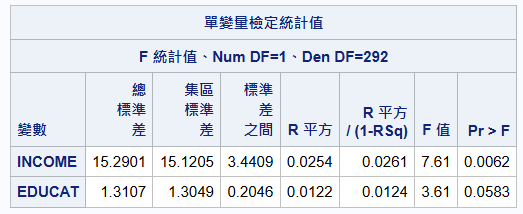 單變量檢定統計值
F 統計值、Num DF=1、Den DF=292
變數 總標準差 集區標準差 標準差之間 R 平方 R 平方 / (1-RSq) F 值 Pr > F
INCOME 15.2901 15.1205 3.4409 0.0254 0.0261 7.61 0.0062
EDUCAT 1.3107 1.3049 0.2046 0.0122 0.0124 3.61 0.0583